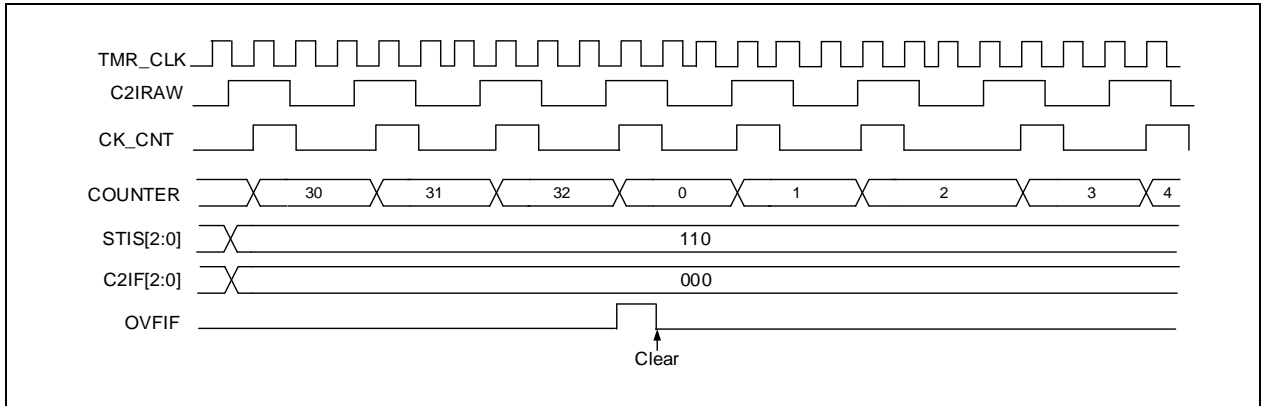 TMR_CLK
C2IRAW
CK_CNT
COUNTER 30 31 32 0 1 2 3 4
STIS[2:0] 110
C2IF[2:0] 000
OVFIF
Clear